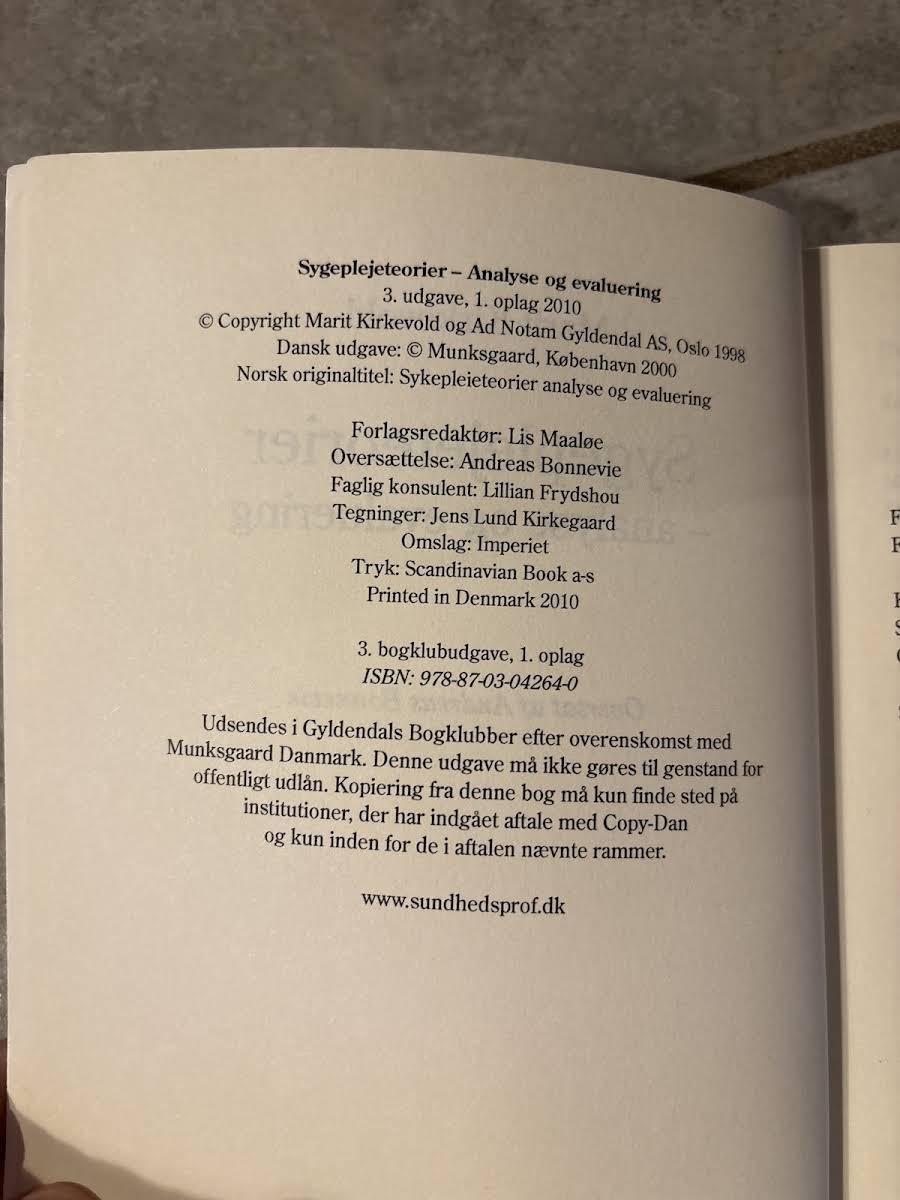 Sygeplejeteorier – Analyse og evaluering
3. udgave, 1. oplag 2010
© Copyright Marit Kirkevold og Ad Notam Gyldendal AS, Oslo 1998
Dansk udgave: © Munksgaard, København 2000
Norsk originaltitel: Sykepleieteorier analyse og evaluering
Forlagsredaktør: Lis Maaløe
Oversættelse: Andreas Bonnevie
Faglig konsulent: Lillian Frydshou
Tegninger: Jens Lund Kirkegaard
Omslag: Imperiet
Tryk: Scandinavian Book a-s
Printed in Denmark 2010
3. bogklubudgave, 1. oplag
ISBN: 978-87-03-04264-0
Udsendes i Gyldendals Bogklubber efter overenskomst med
Munksgaard Danmark. Denne udgave må ikke gøres til genstand for
offentligt udlån. Kopiering fra denne bog må kun finde sted på
institutioner, der har indgået aftale med Copy-Dan
og kun inden for de i aftalen nævnte rammer.
www.sundhedsprof.dk